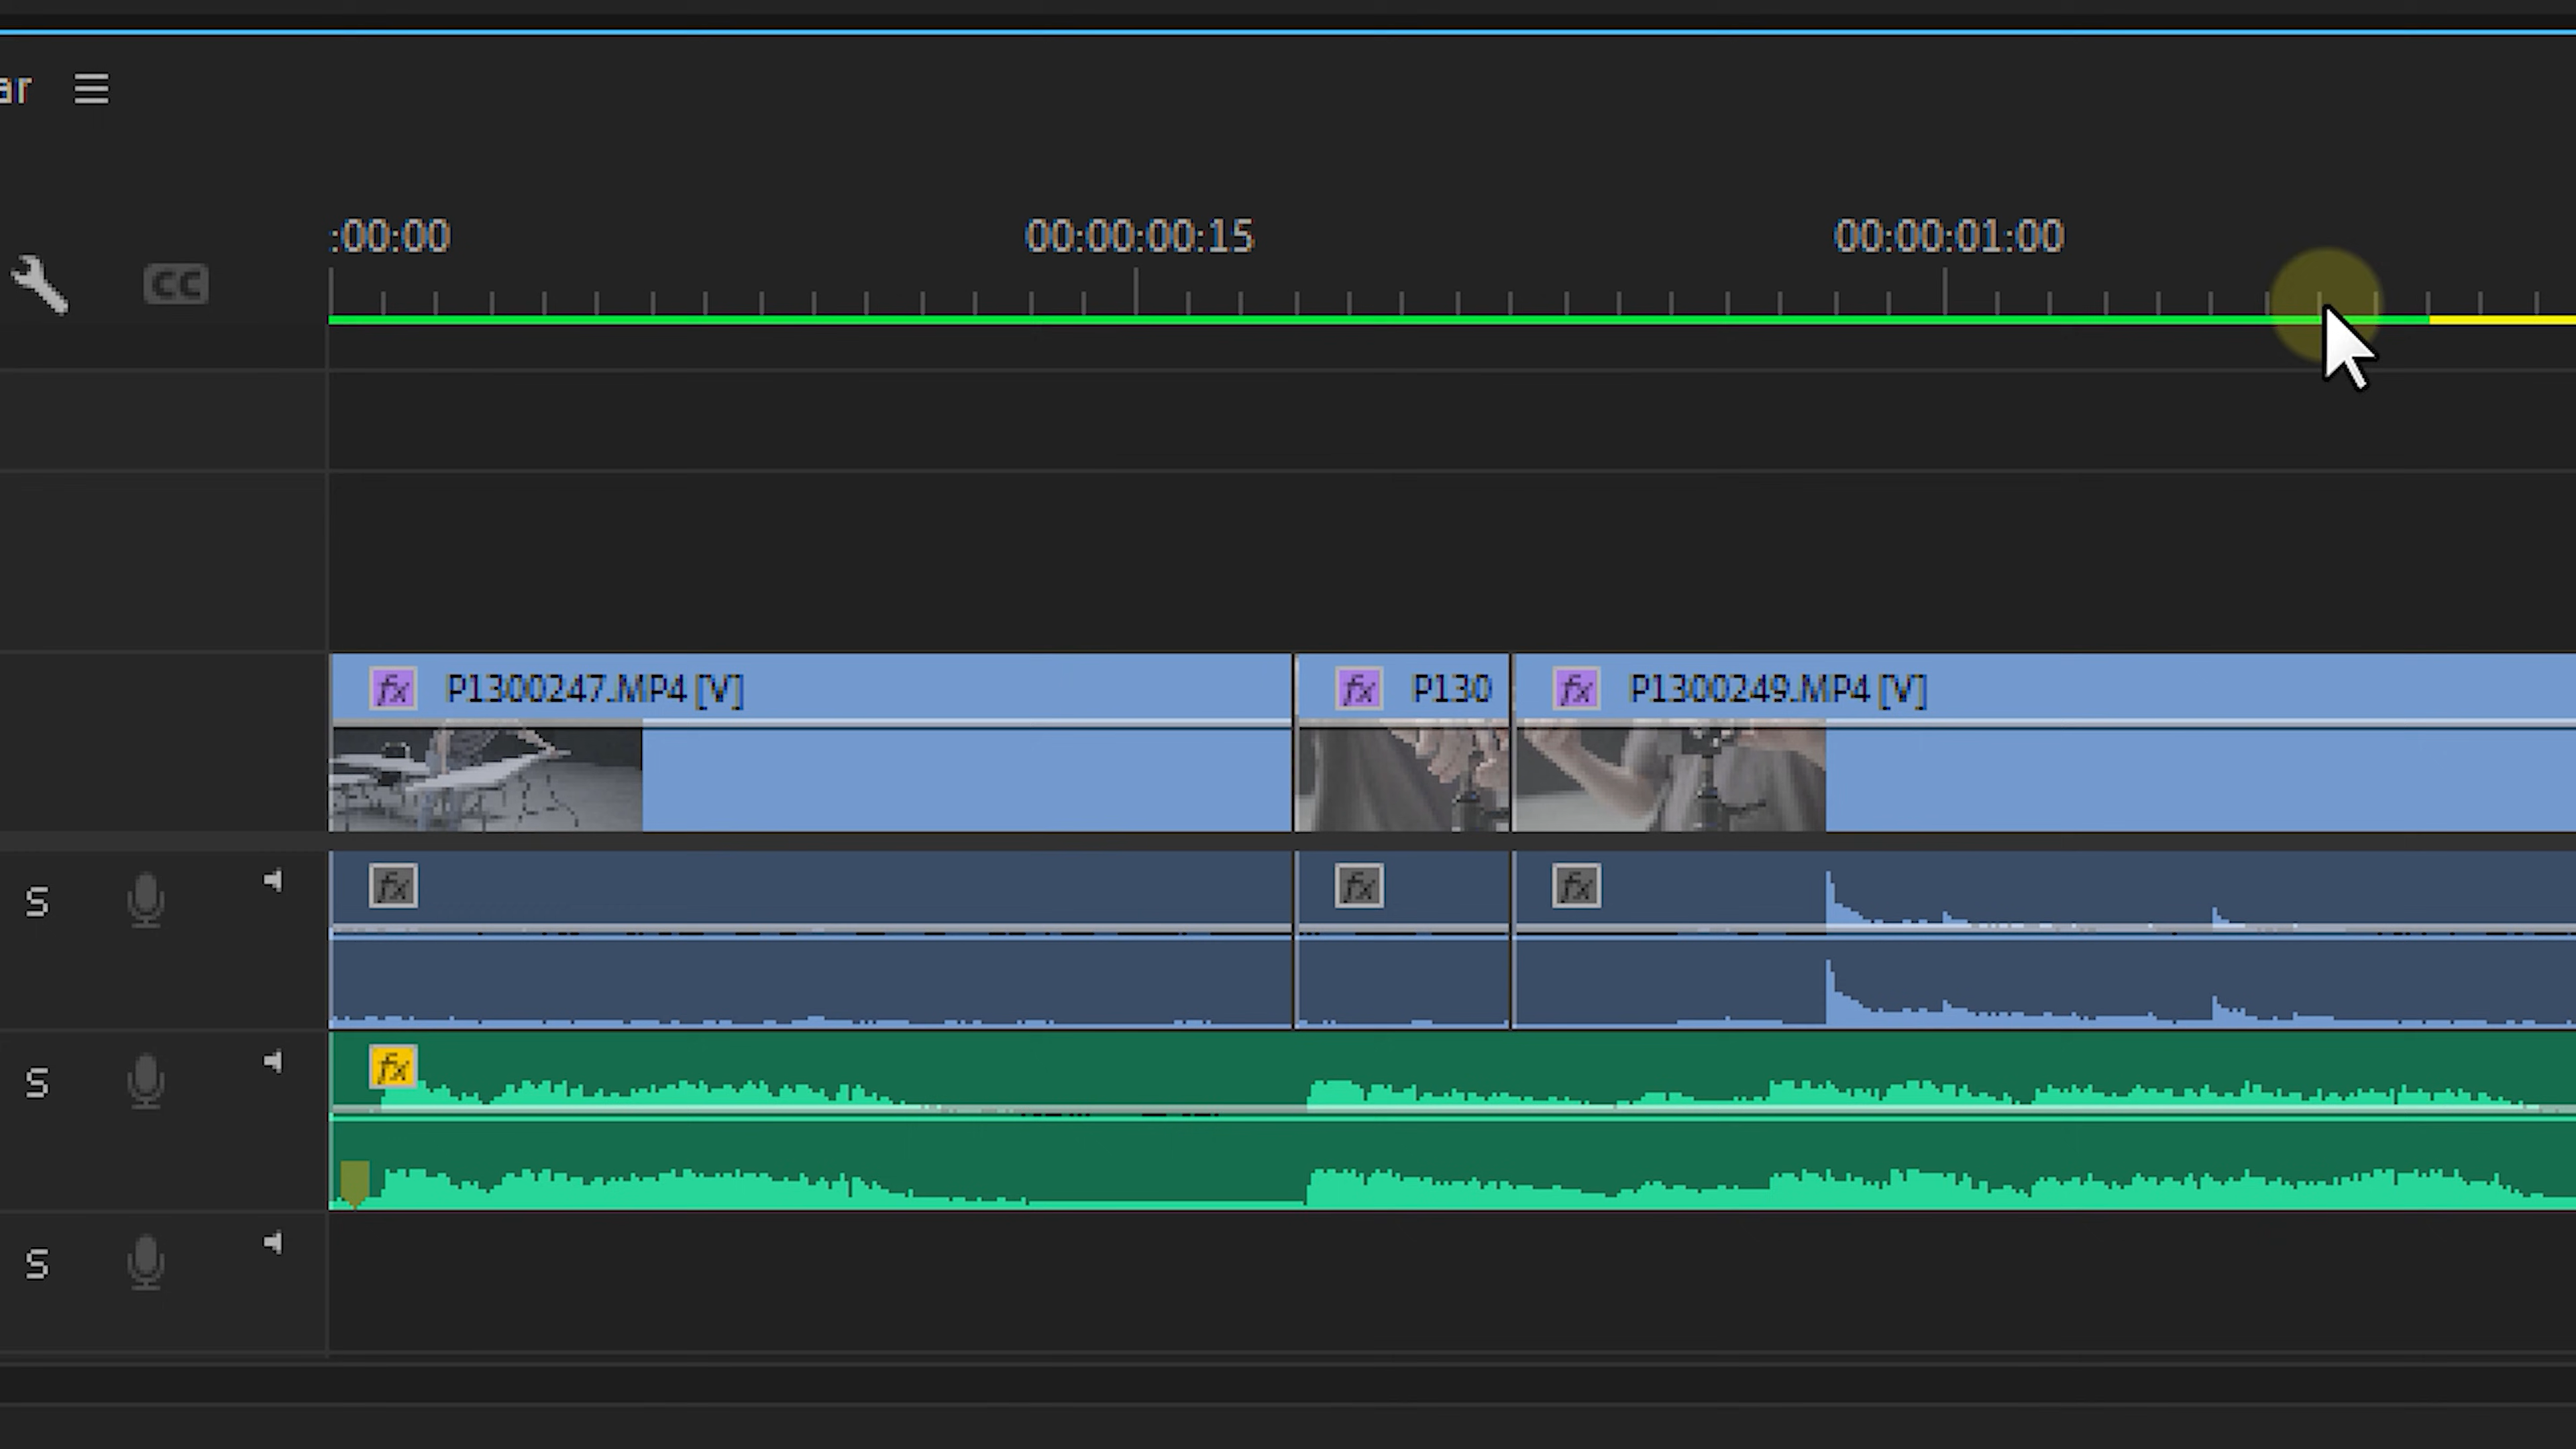 ar
:00:00 00:00:00:15 00:00:01:00
CC
fx P1300247.MP4 [V] fx P130 fx P1300249.MP4 [V]
S fx fx fx
S fx
S